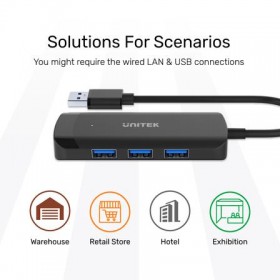 Solutions For Scenarios
You might require the wired LAN & USB connections
UNITEK
Warehouse
Retail Store
Hotel
Exhibition